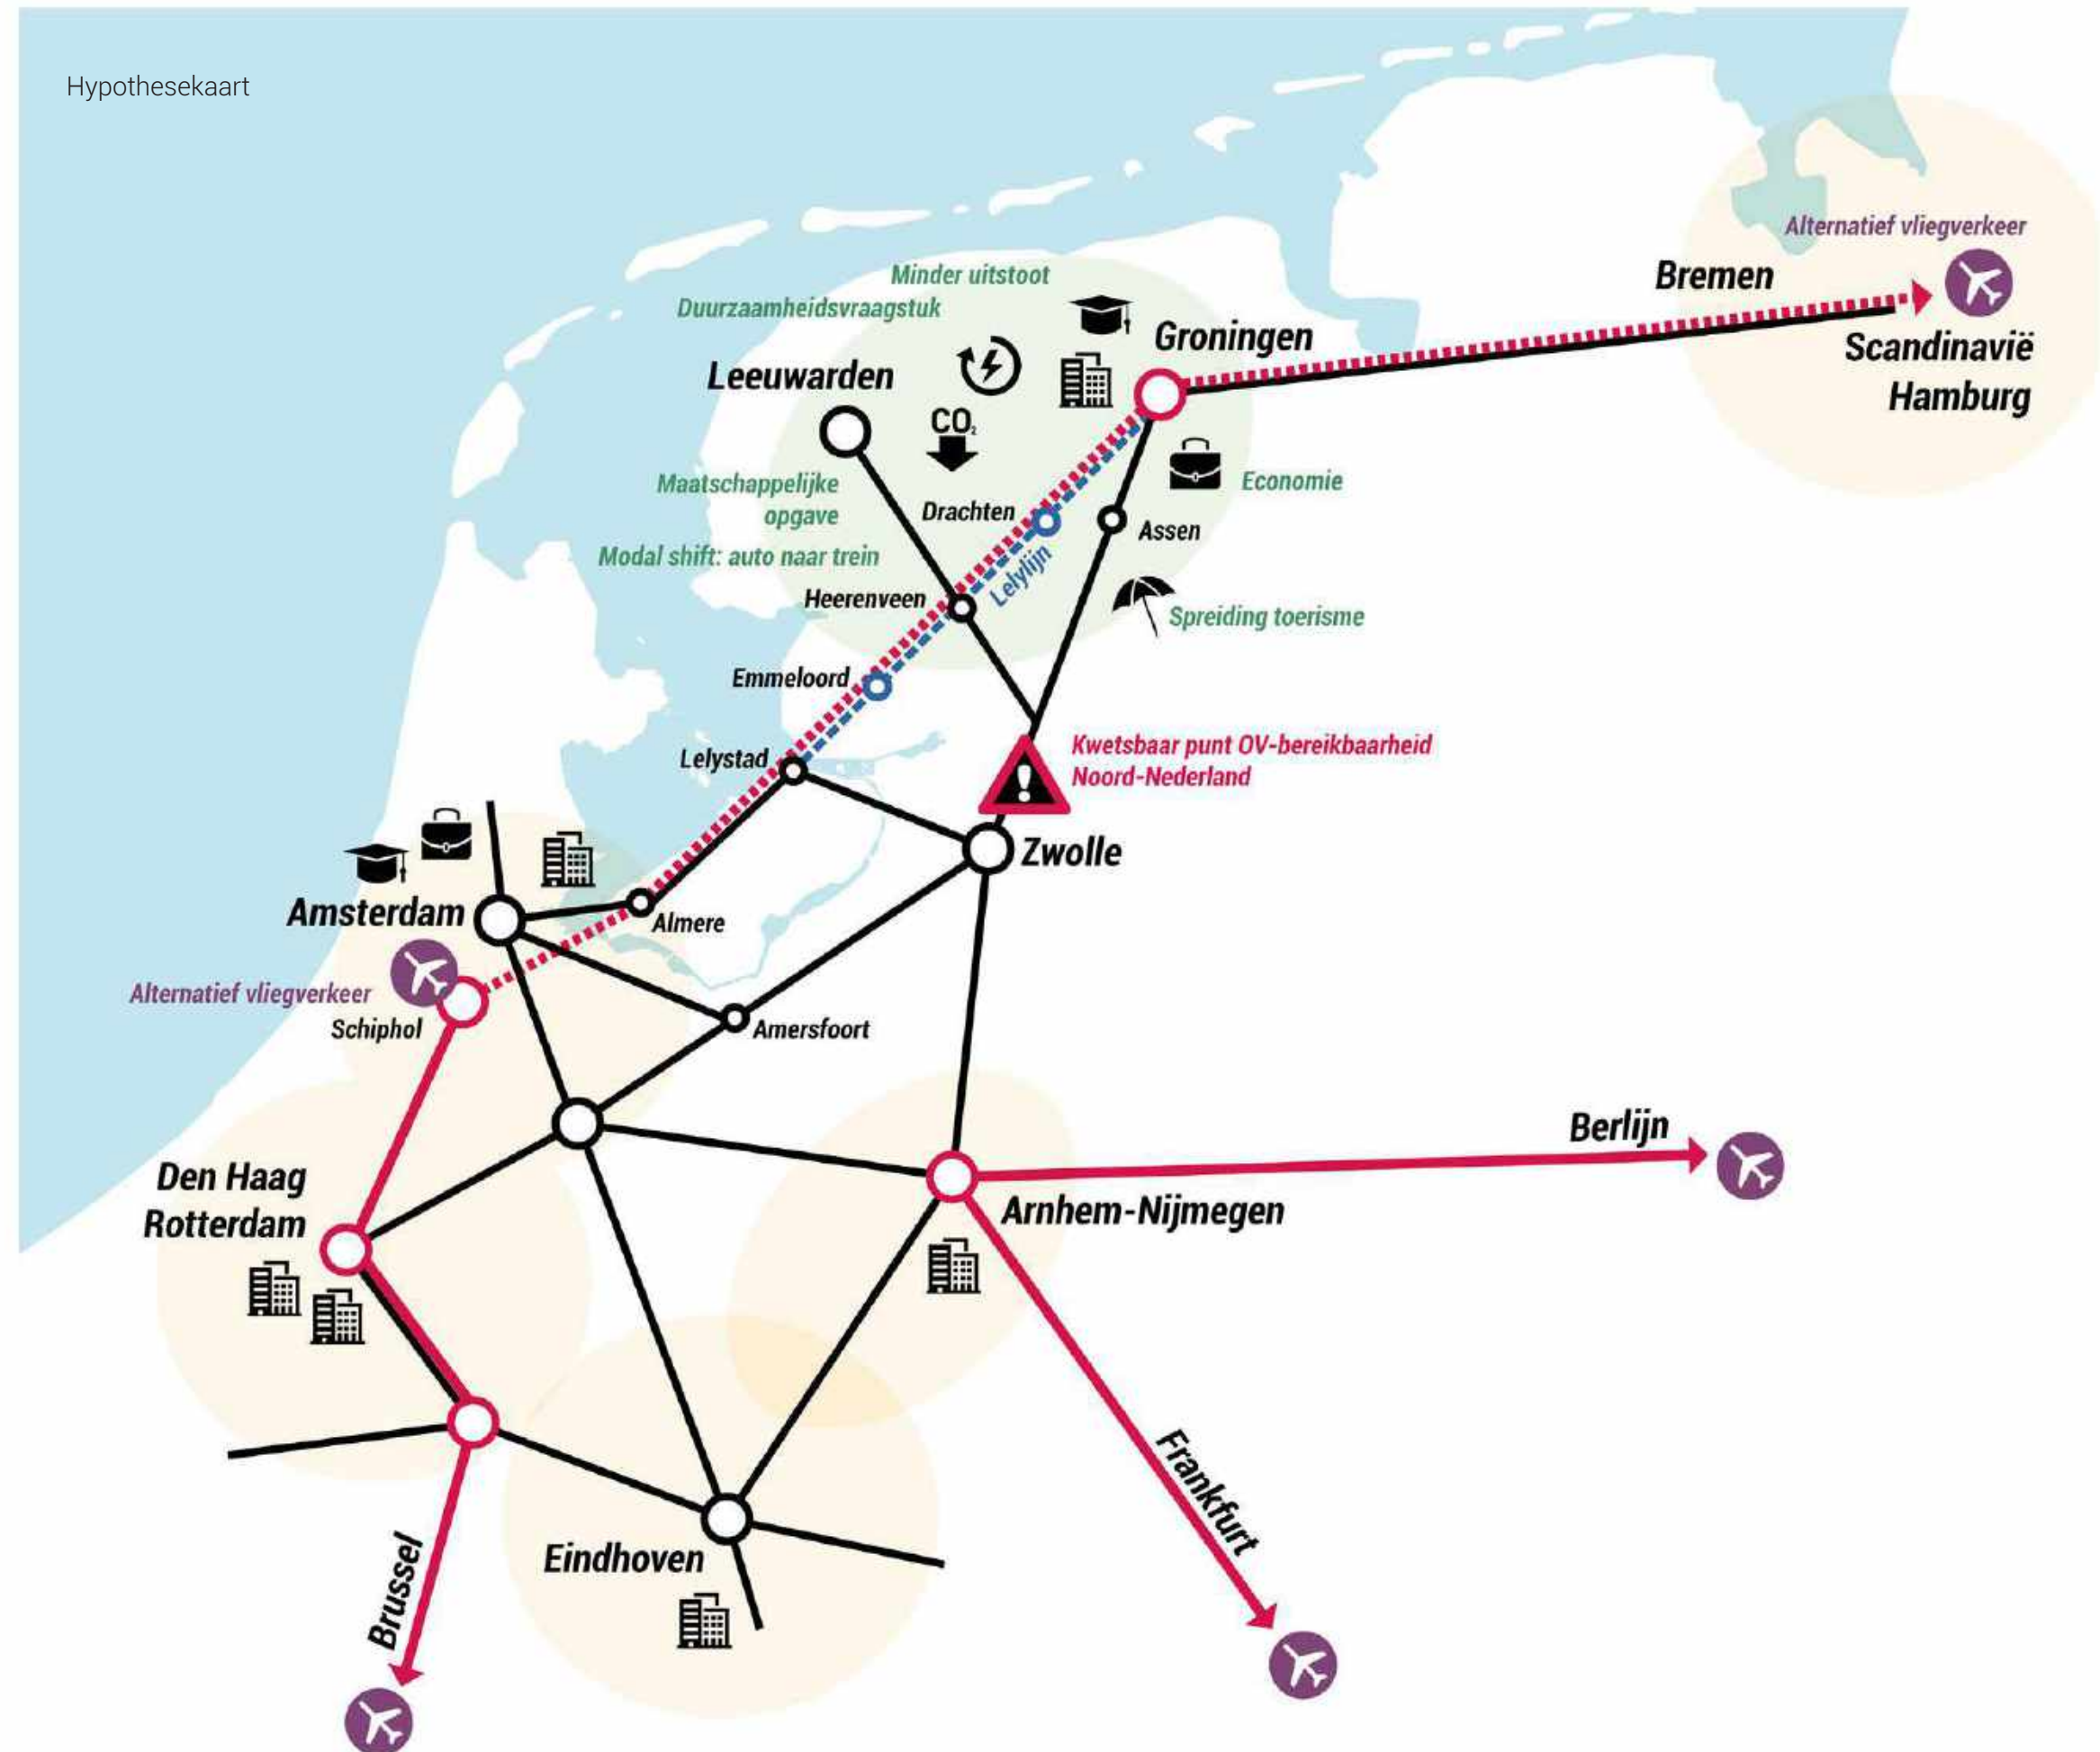 Hypothesekaart
Alternatief vliegverkeer
Bremen
Scandinavië
Hamburg
Minder uitstoot
Duurzaamheidsvraagstuk
Groningen
Leeuwarden
CO₂
Economie
Maatschappelijke
opgave
Drachten
Assen
Modal shift: auto naar trein
Lelylijn
Heerenveen
Spreiding toerisme
Emmeloord
Kwetsbaar punt OV-bereikbaarheid
Noord-Nederland
Lelystad
Zwolle
Amsterdam
Almere
Alternatief vliegverkeer
Schiphol
Amersfoort
Berlijn
Den Haag
Rotterdam
Arnhem-Nijmegen
Frankfurt
Eindhoven
Brussel